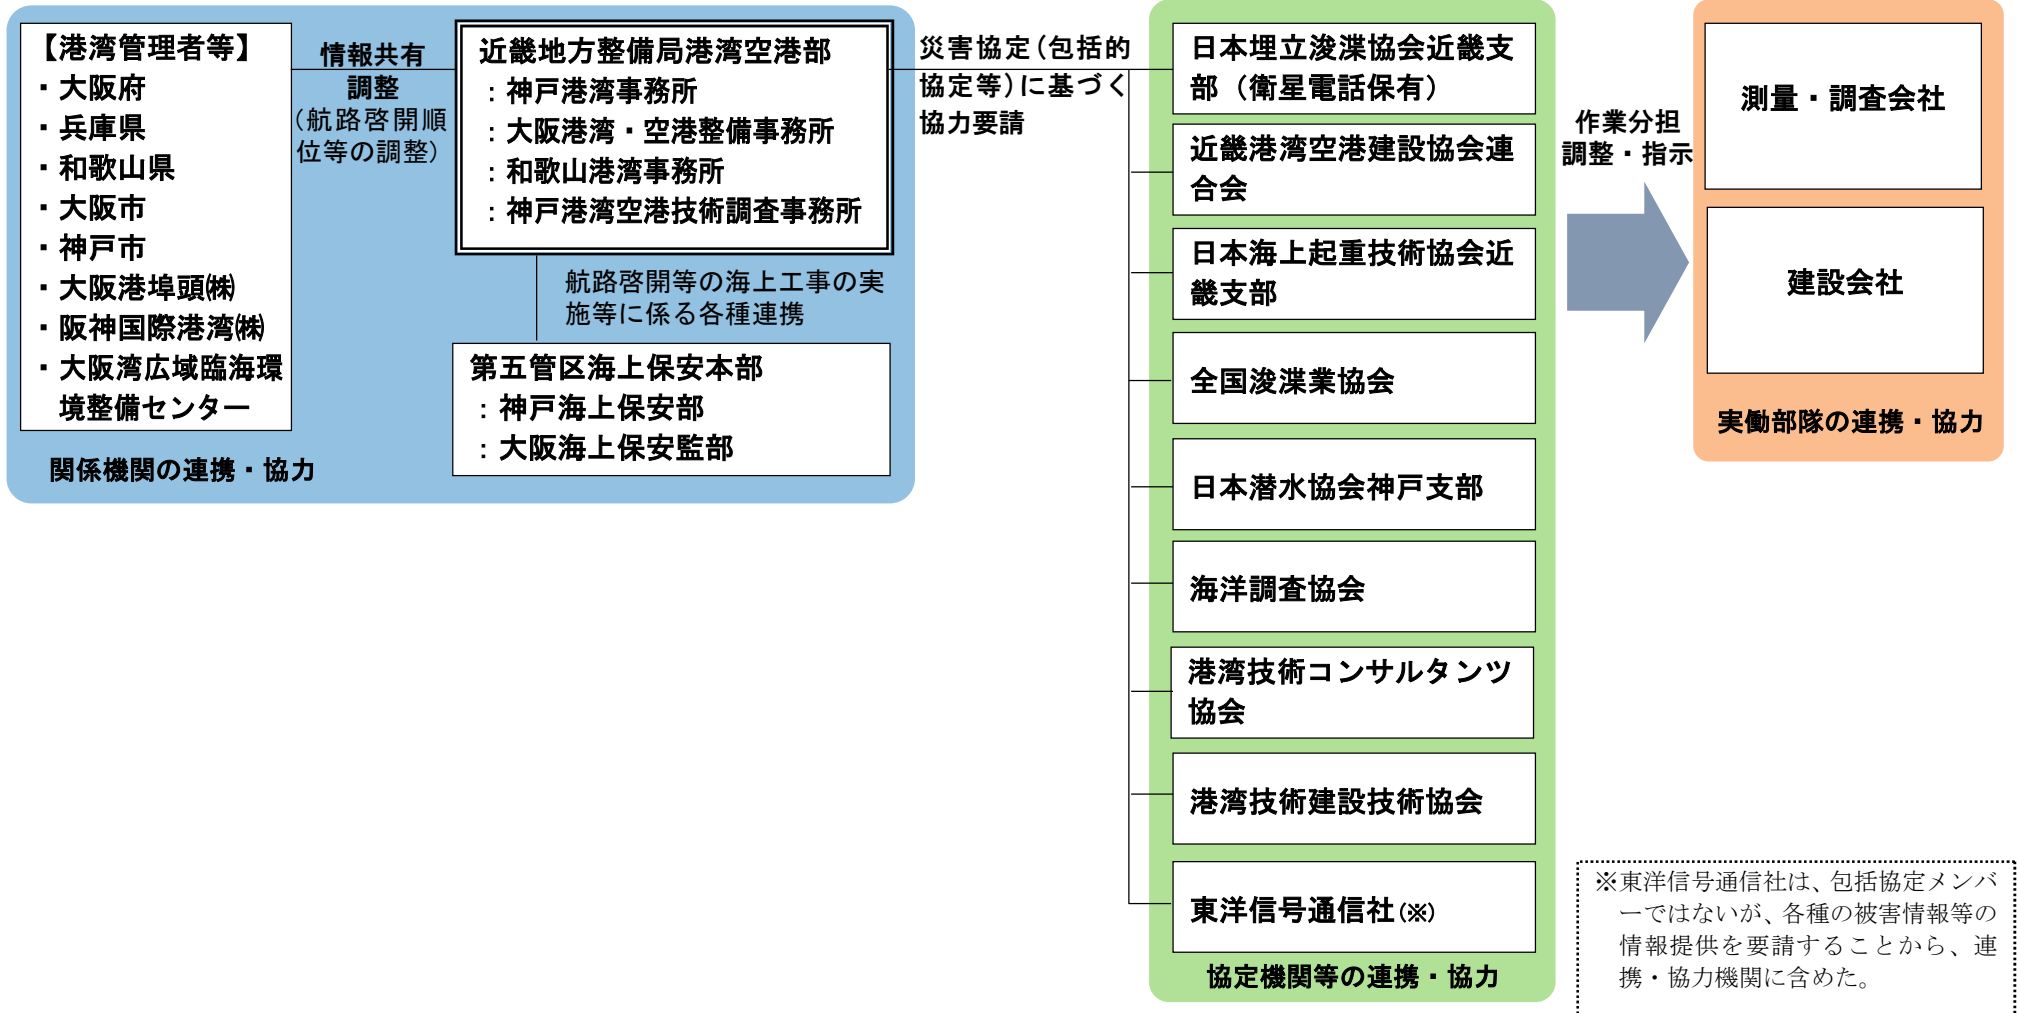 【港湾管理者等】
・大阪府
・兵庫県
・和歌山県
・大阪市
・神戸市
・大阪港埠頭㈱
・阪神国際港湾㈱
・大阪湾広域臨海環
境整備センター
関係機関の連携・協力
情報共有
調整
(航路啓開順
位等の調整)
近畿地方整備局港湾空港部
：神戸港湾事務所
：大阪港湾・空港整備事務所
：和歌山港湾事務所
：神戸港湾空港技術調査事務所
航路啓開等の海上工事の実
施等に係る各種連携
第五管区海上保安本部
：神戸海上保安部
：大阪海上保安監部
災害協定(包括的
協定等)に基づく
協力要請
日本埋立浚渫協会近畿支
部（衛星電話保有）
近畿港湾空港建設協会連
合会
日本海上起重技術協会近
畿支部
全国浚渫業協会
日本潜水協会神戸支部
海洋調査協会
港湾技術コンサルタンツ
協会
港湾技術建設技術協会
東洋信号通信社(※)
協定機関等の連携・協力
作業分担
調整・指示
測量・調査会社
建設会社
実働部隊の連携・協力
※東洋信号通信社は、包括協定メンバ
ーではないが、各種の被害情報等の
情報提供を要請することから、連
携・協力機関に含めた。